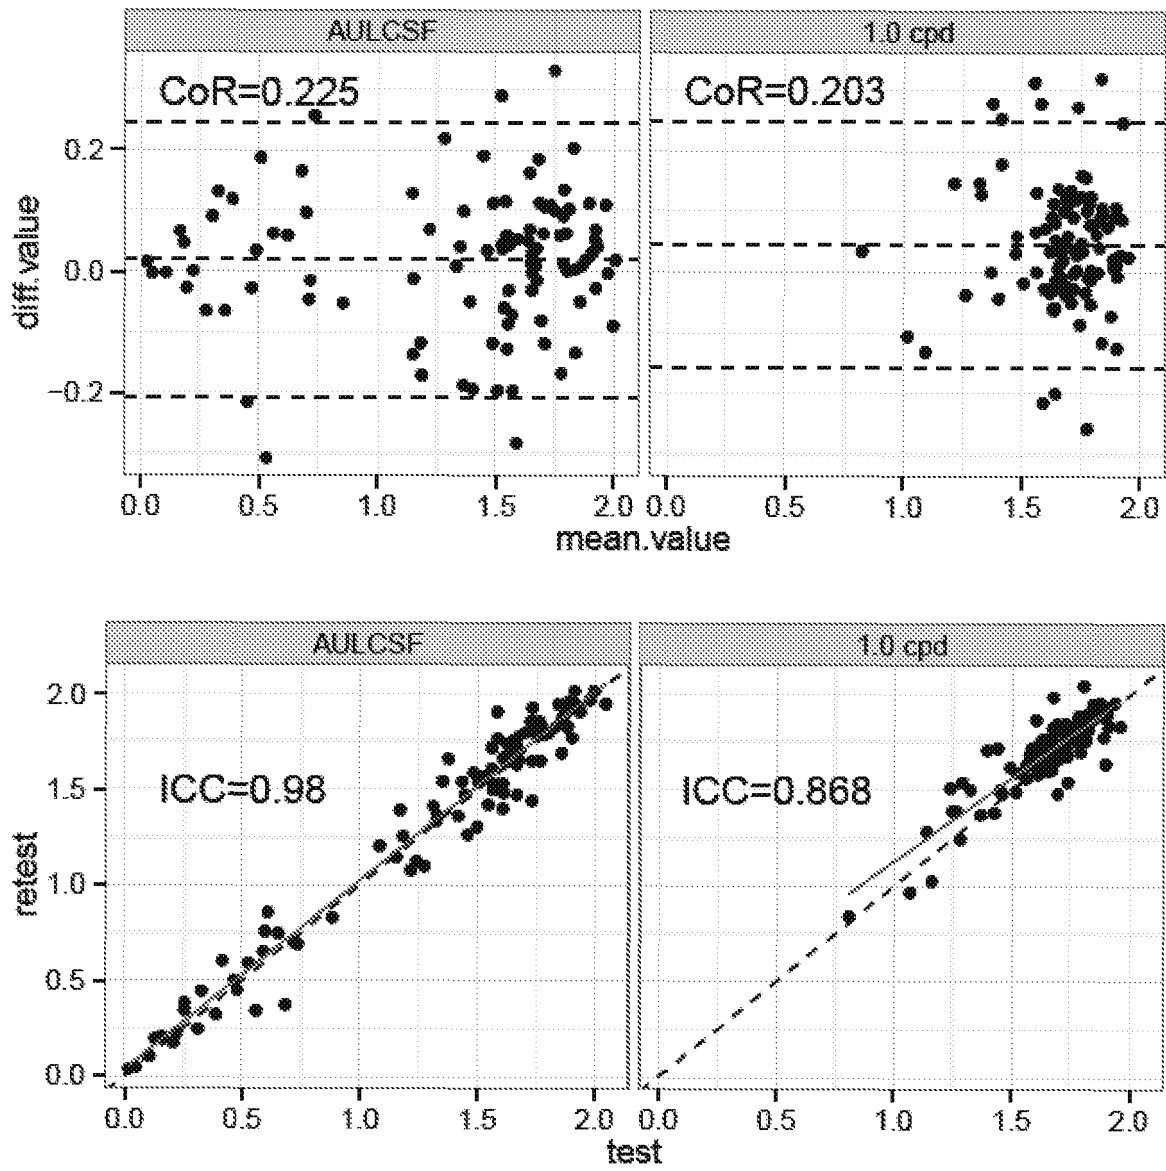 AULCSF 1.0 cpd
CoR=0.225 CoR=0.203
0.2
0.0
−0.2
diff.value
0.0 0.5 1.0 1.5 2.0 0.0 0.5 1.0 1.5 2.0
mean.value
AULCSF 1.0 cpd
2.0
ICC=0.98 ICC=0.868
1.5
1.0
0.5
0.0
retest
0.0 0.5 1.0 1.5 2.0 0.0 0.5 1.0 1.5 2.0
test